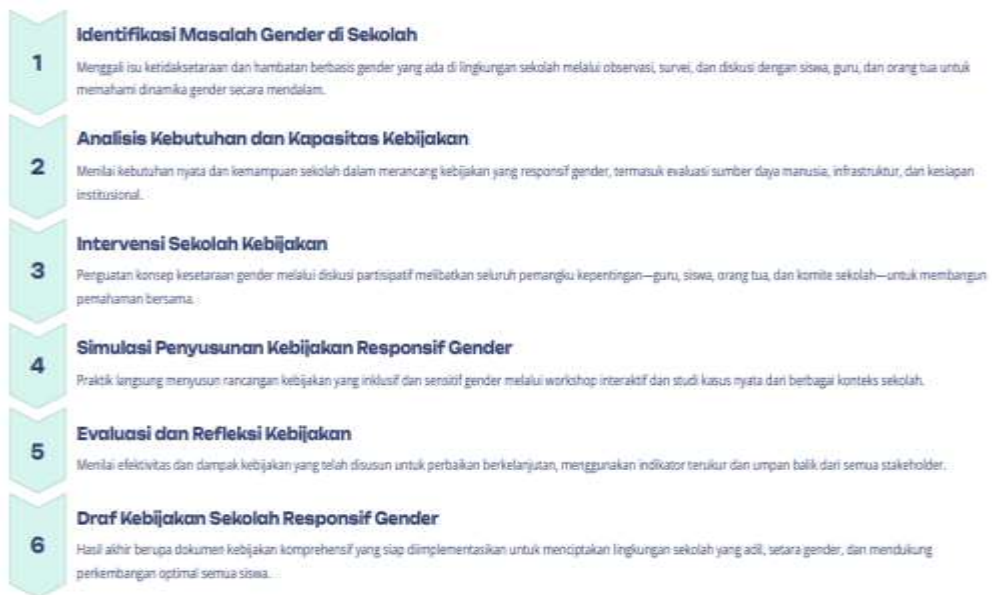 1
Identifikasi Masalah Gender di Sekolah
Menggali isu ketidaksetaraan dan hambatan berbasis gender yang ada di lingkungan sekolah melalui observasi, survei, dan diskusi dengan siswa, guru, dan orang tua untuk
memahami dinamika gender secara mendalam.
2
Analisis Kebutuhan dan Kapasitas Kebijakan
Menilai kebutuhan nyata dan kemampuan sekolah dalam merancang kebijakan yang responsif gender, termasuk evaluasi sumber daya manusia, infrastruktur, dan kesiapan
institusional.
3
Intervensi Sekolah Kebijakan
Penguatan konsep kesetaraan gender melalui diskusi partisipatif melibatkan seluruh pemangku kepentingan—guru, siswa, orang tua, dan komite sekolah—untuk membangun
pemahaman bersama.
4
Simulasi Penyusunan Kebijakan Responsif Gender
Praktik langsung menyusun rancangan kebijakan yang inklusif dan sensitif gender melalui workshop interaktif dan studi kasus nyata dari berbagai konteks sekolah.
5
Evaluasi dan Refleksi Kebijakan
Menilai efektivitas dan dampak kebijakan yang telah disusun untuk perbaikan berkelanjutan, menggunakan indikator terukur dan umpan balik dari semua stakeholder.
6
Draf Kebijakan Sekolah Responsif Gender
Hasil akhir berupa dokumen kebijakan komprehensif yang siap diimplementasikan untuk menciptakan lingkungan sekolah yang adil, setara gender, dan mendukung
perkembangan optimal semua siswa.